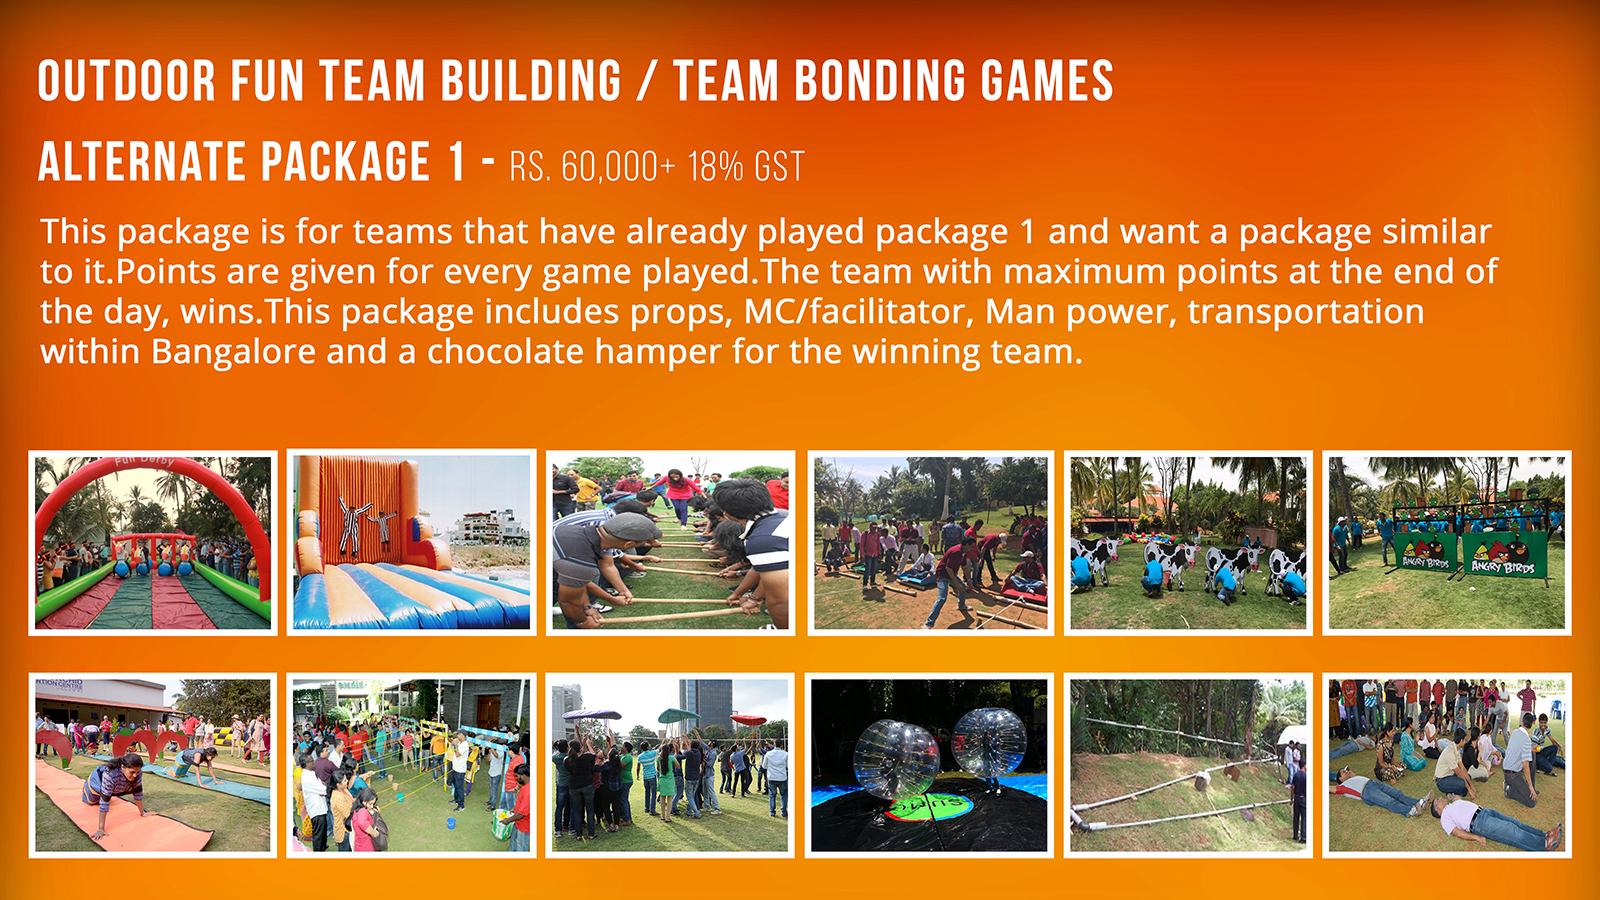 OUTDOOR FUN TEAM BUILDING / TEAM BONDING GAMES
ALTERNATE PACKAGE 1 - RS. 60,000+ 18% GST
This package is for teams that have already played package 1 and want a package similar
to it.Points are given for every game played.The team with maximum points at the end of
the day, wins.This package includes props, MC/facilitator, Man power, transportation
within Bangalore and a chocolate hamper for the winning team.
Fun Derby
ANGRY BIRDS
ANGRY BIRDS
NTION CENTRE
SUMO